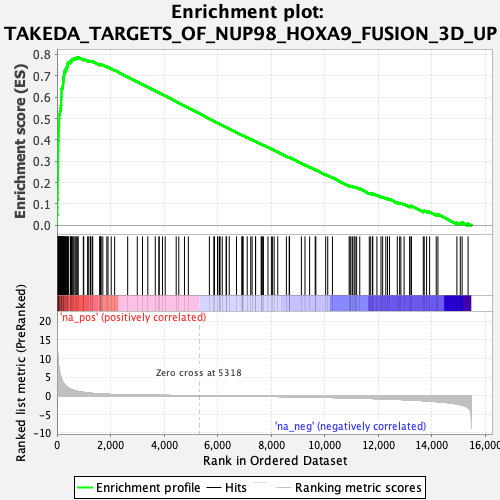 Enrichment plot:
TAKEDA_TARGETS_OF_NUP98_HOXA9_FUSION_3D_UP
Enrichment score (ES)
0.8
0.7
0.6
0.5
0.4
0.3
0.2
0.1
0.0
Ranked list metric (PreRanked)
20
15
10
5
0
-5
-10
'na_pos' (positively correlated)
Zero cross at 5318
'na_neg' (negatively correlated)
0
2,000
4,000
6,000
8,000
10,000
12,000
14,000
16,000
Rank in Ordered Dataset
Enrichment profile
Hits
Ranking metric scores